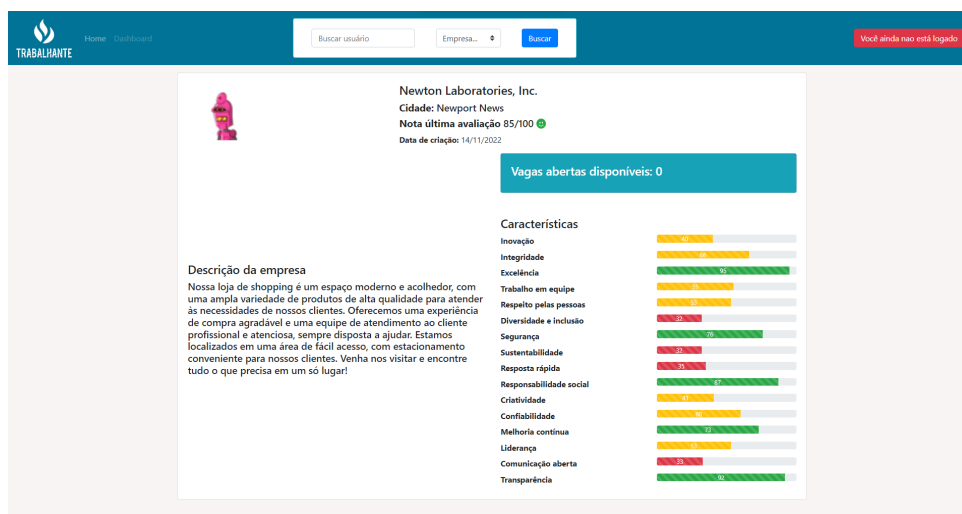 TRABALHANTE
Home Dashboard
Buscar usuário
Empresa...
Buscar
Você ainda nao está logado
Newton Laboratories, Inc.
Cidade: Newport News
Nota última avaliação 85/100
Data de criação: 14/11/2022
Vagas abertas disponíveis: 0
Características
Inovação
Integridade
Excelência 95
Trabalho em equipe
Respeito pelas pessoas
Diversidade e inclusão 32
Segurança 76
Sustentabilidade 32
Resposta rápida 35
Responsabilidade social 87
Criatividade 41
Confiabilidade 60
Melhoria contínua 73
Liderança 53
Comunicação aberta 33
Transparência 92
Descrição da empresa
Nossa loja de shopping é um espaço moderno e acolhedor, com
uma ampla variedade de produtos de alta qualidade para atender
às necessidades de nossos clientes. Oferecemos uma experiência
de compra agradável e uma equipe de atendimento ao cliente
profissional e atenciosa, sempre disposta a ajudar. Estamos
localizados em uma área de fácil acesso, com estacionamento
conveniente para nossos clientes. Venha nos visitar e encontre
tudo o que precisa em um só lugar!